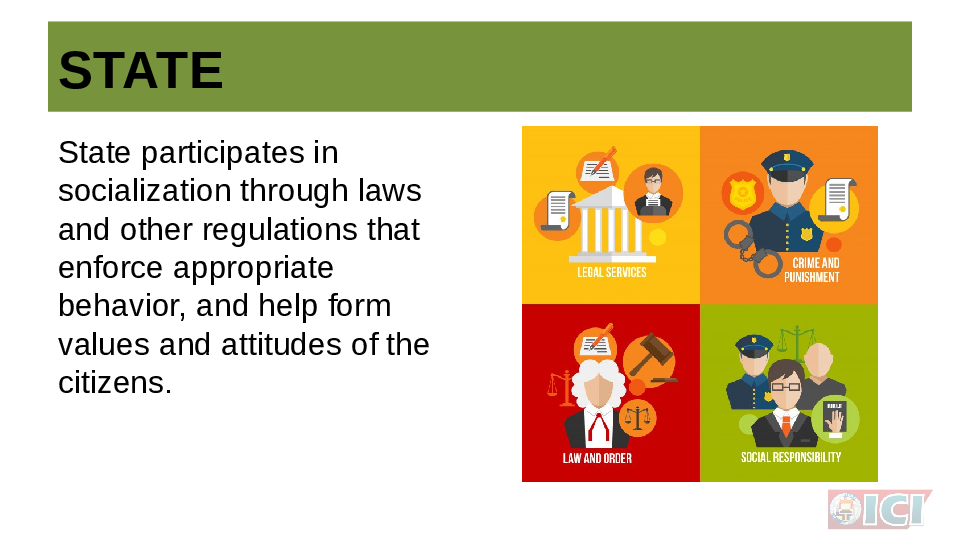 STATE
State participates in
socialization through laws
and other regulations that
enforce appropriate
behavior, and help form
values and attitudes of the
citizens.
LEGAL SERVICES
CRIME AND
PUNISHMENT
LAW AND ORDER
BIBLE
SOCIAL RESPONSIBILITY
ICI